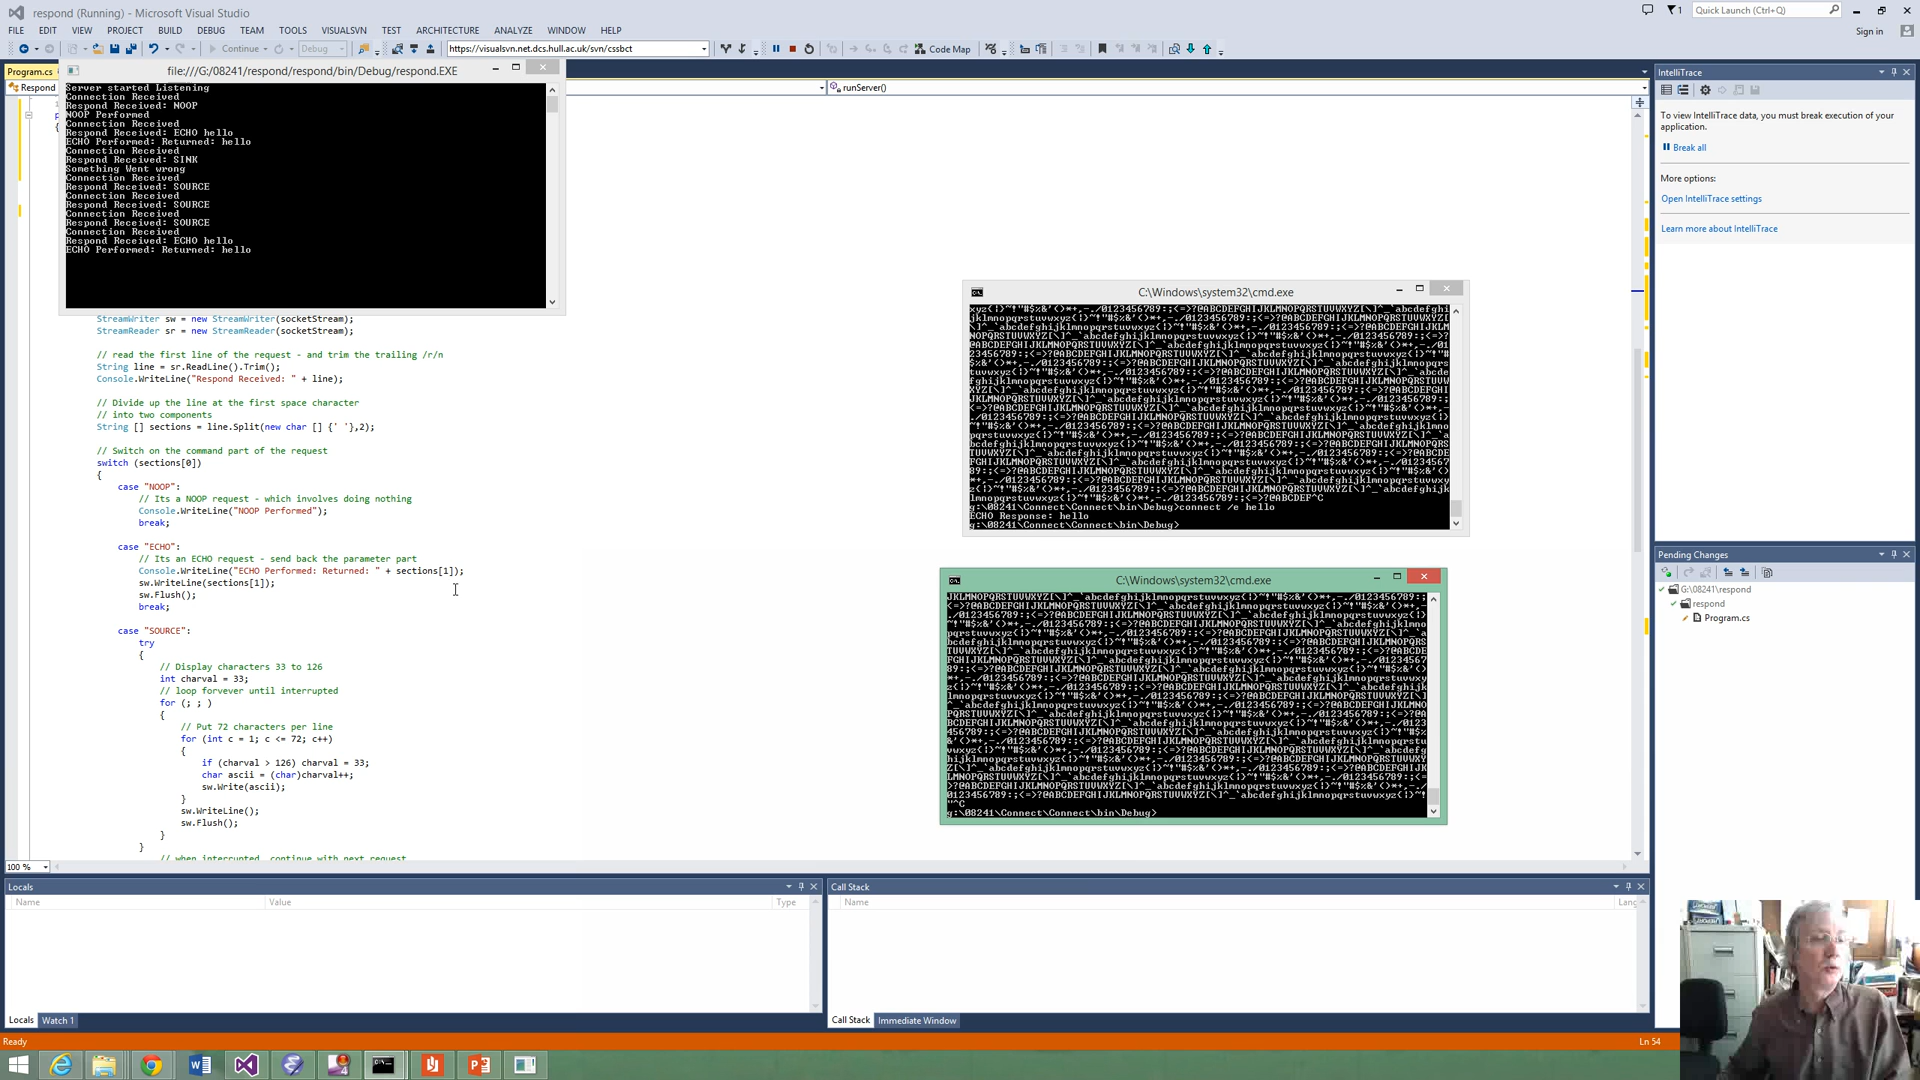 respond (Running) - Microsoft Visual Studio
Quick Launch (Ctrl+Q)
FILE EDIT VIEW PROJECT BUILD DEBUG TEAM TOOLS VISUALSVN TEST ARCHITECTURE ANALYZE WINDOW HELP
Sign in
Continue
Debug
https://visualsvn.net.dcs.hull.ac.uk/svn/cssbct
Code Map
Program.cs
file:///G:/08241/respond/respond/bin/Debug/respond.EXE
Respond
runServer()
Server started Listening
Connection Received
Respond Received: NOOP
NOOP Performed
Connection Received
Respond Received: ECHO hello
ECHO Performed: Returned: hello
Connection Received
Respond Received: SINK
Something Went wrong
Connection Received
Respond Received: SOURCE
Connection Received
Respond Received: SOURCE
Connection Received
Respond Received: SOURCE
Connection Received
Respond Received: ECHO hello
ECHO Performed: Returned: hello
StreamWriter sw = new StreamWriter(socketStream);
StreamReader sr = new StreamReader(socketStream);
// read the first line of the request - and trim the trailing /r/n
String line = sr.ReadLine().Trim();
Console.WriteLine("Respond Received: " + line);
// Divide up the line at the first space character
// into two components
String [] sections = line.Split(new char [] {' '},2);
// Switch on the command part of the request
switch (sections[0])
{
case "NOOP":
// Its a NOOP request - which involves doing nothing
Console.WriteLine("NOOP Performed");
break;
case "ECHO":
// Its an ECHO request - send back the parameter part
Console.WriteLine("ECHO Performed: Returned: " + sections[1]);
sw.WriteLine(sections[1]);
sw.Flush();
break;
case "SOURCE":
try
{
// Display characters 33 to 126
int charval = 33;
// loop forvever until interrupted
for (; ; )
{
// Put 72 characters per line
for (int c = 1; c <= 72; c++)
{
if (charval > 126) charval = 33;
char ascii = (char)charval++;
sw.Write(ascii);
}
sw.WriteLine();
sw.Flush();
}
}
// when interrupted, continue with next request
100 %
C:\Windows\system32\cmd.exe
g:\08241\Connect\Connect\bin\Debug>connect /e hello
ECHO Response: hello
g:\08241\Connect\Connect\bin\Debug>
C:\Windows\system32\cmd.exe
"^C
g:\08241\Connect\Connect\bin\Debug>
IntelliTrace
To view IntelliTrace data, you must break execution of your
application.
Break all
More options:
Open IntelliTrace settings
Learn more about IntelliTrace
Pending Changes
G:\08241\respond
respond
Program.cs
Locals
Name Value Type
Locals Watch 1
Call Stack
Name Lang
Call Stack Immediate Window
Ready
Ln 54